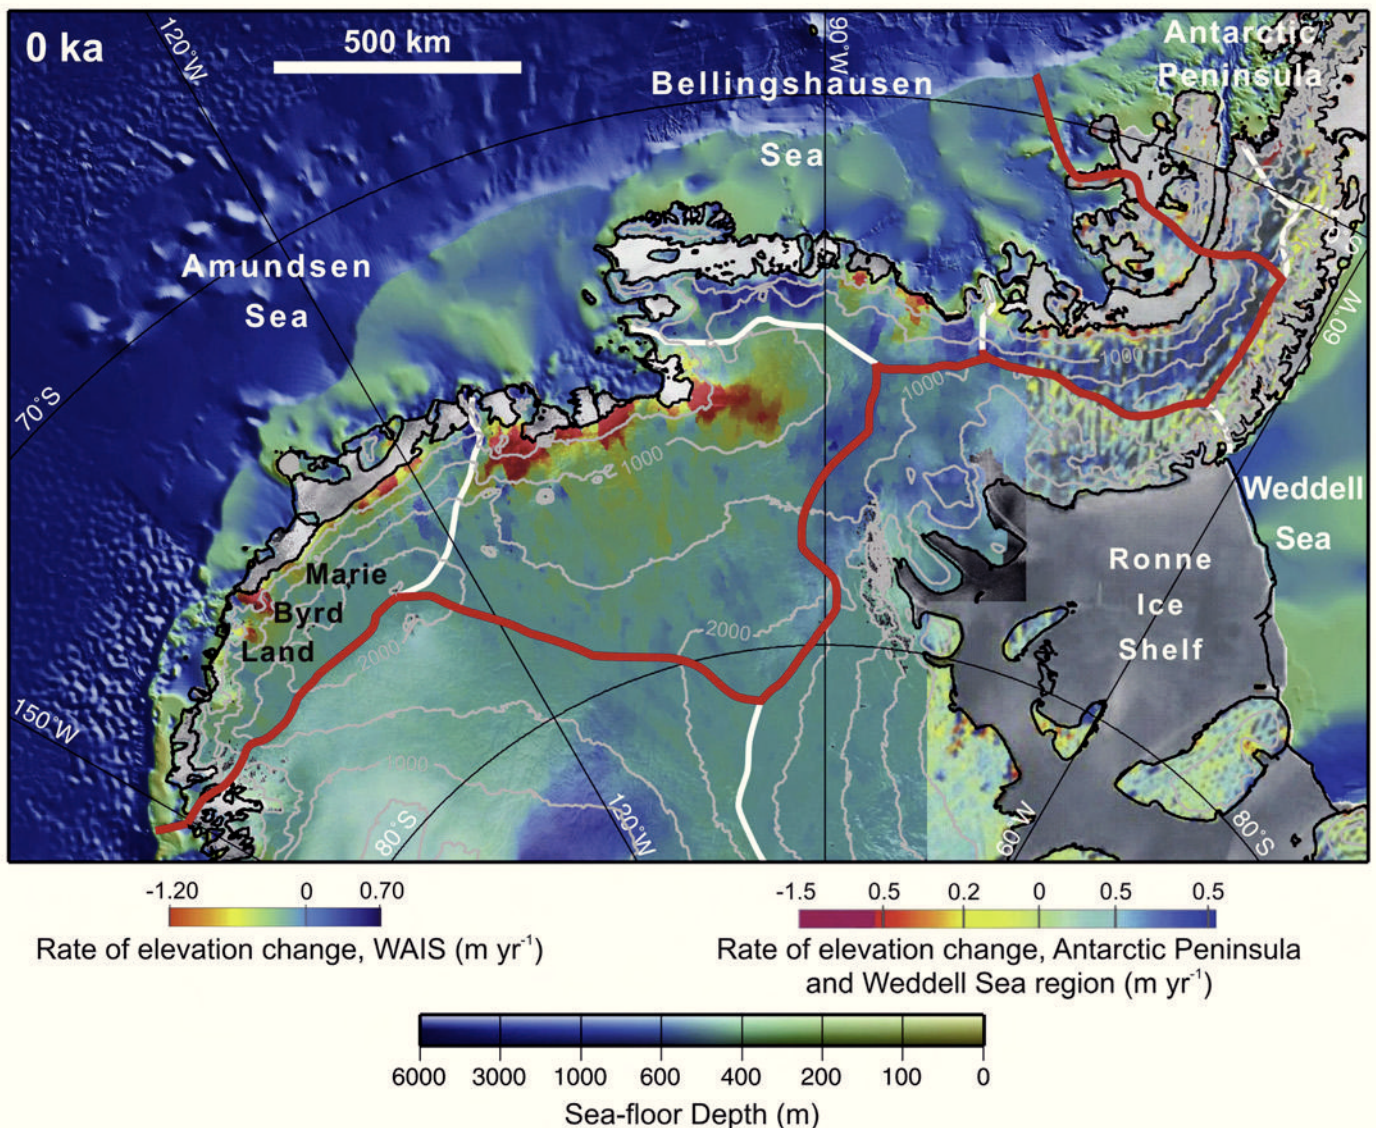 0 ka
500 km
120°W
90°W
Antarctic
Peninsula
Bellingshausen
Sea
Amundsen
Sea
70°S
60°W
1000
1000
1000
Weddell
Sea
Ronne
Ice
Shelf
Marie
Byrd
Land
2000
2000
150°W
1000
80°S
120°W
60°W
80°S
-1.20 0 0.70
Rate of elevation change, WAIS (m yr-1)
-1.5 0.5 0.2 0 0.5 0.5
Rate of elevation change, Antarctic Peninsula
and Weddell Sea region (m yr-1)
6000 3000 1000 600 400 200 100 0
Sea-floor Depth (m)